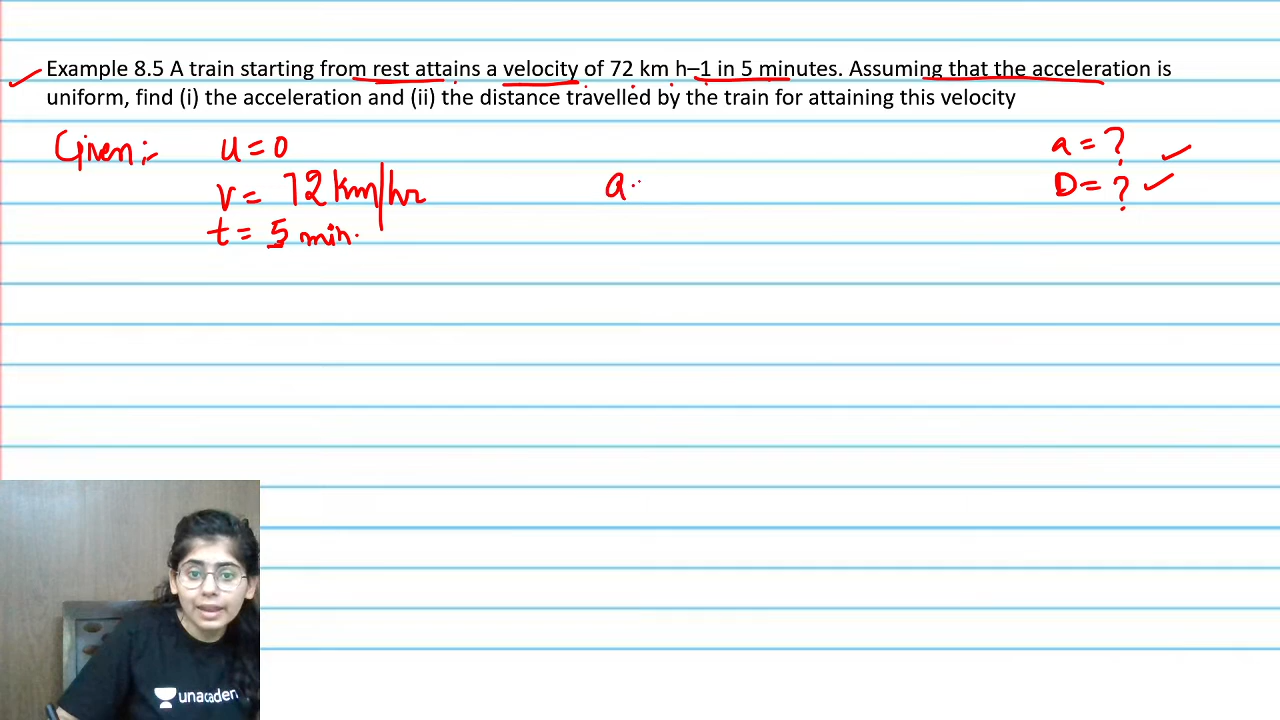 Example 8.5 A train starting from rest attains a velocity of 72 km h–1 in 5 minutes. Assuming that the acceleration is
uniform, find (i) the acceleration and (ii) the distance travelled by the train for attaining this velocity
Given:-
u = 0
v = 72 km/hr
t = 5 min.
a
a = ?
D = ?
unacadem